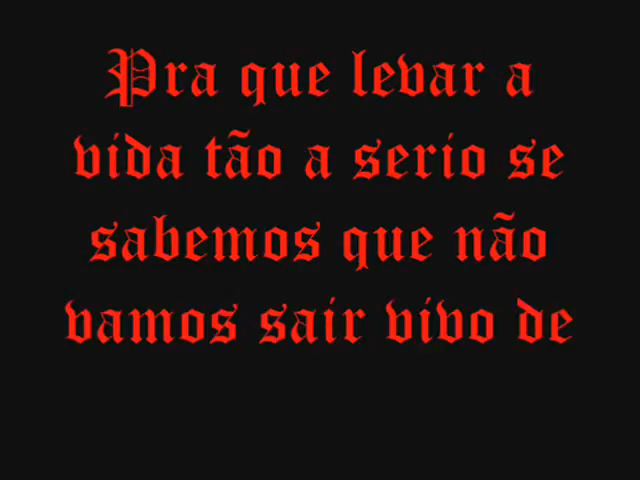 Pra que levar a
vida tão a serio se
sabemos que não
vamos sair vivo de